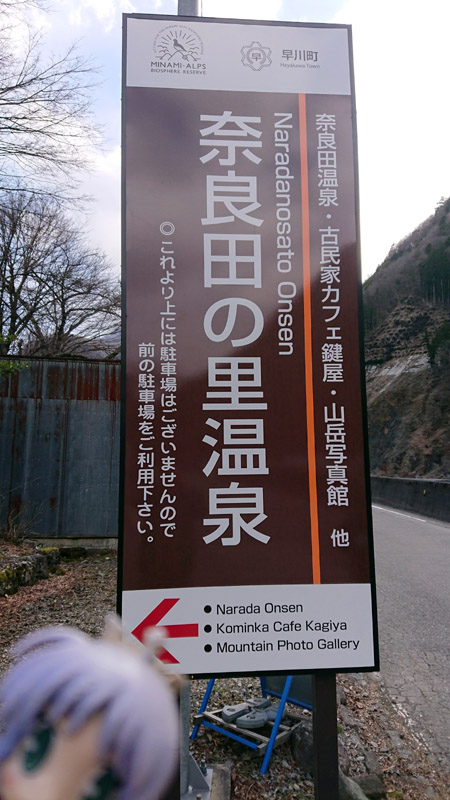 MINAMI-ALPS
BIOSPHERE RESERVE
早
早川町
Hayakawa Town
奈良田温泉・古民家カフェ鍵屋・山岳写真館 他
Naradanosato Onsen
奈良田の里温泉
◎これより上には駐車場はございませんので
前の駐車場をご利用下さい。
● Narada Onsen
● Kominka Cafe Kagiya
● Mountain Photo Gallery